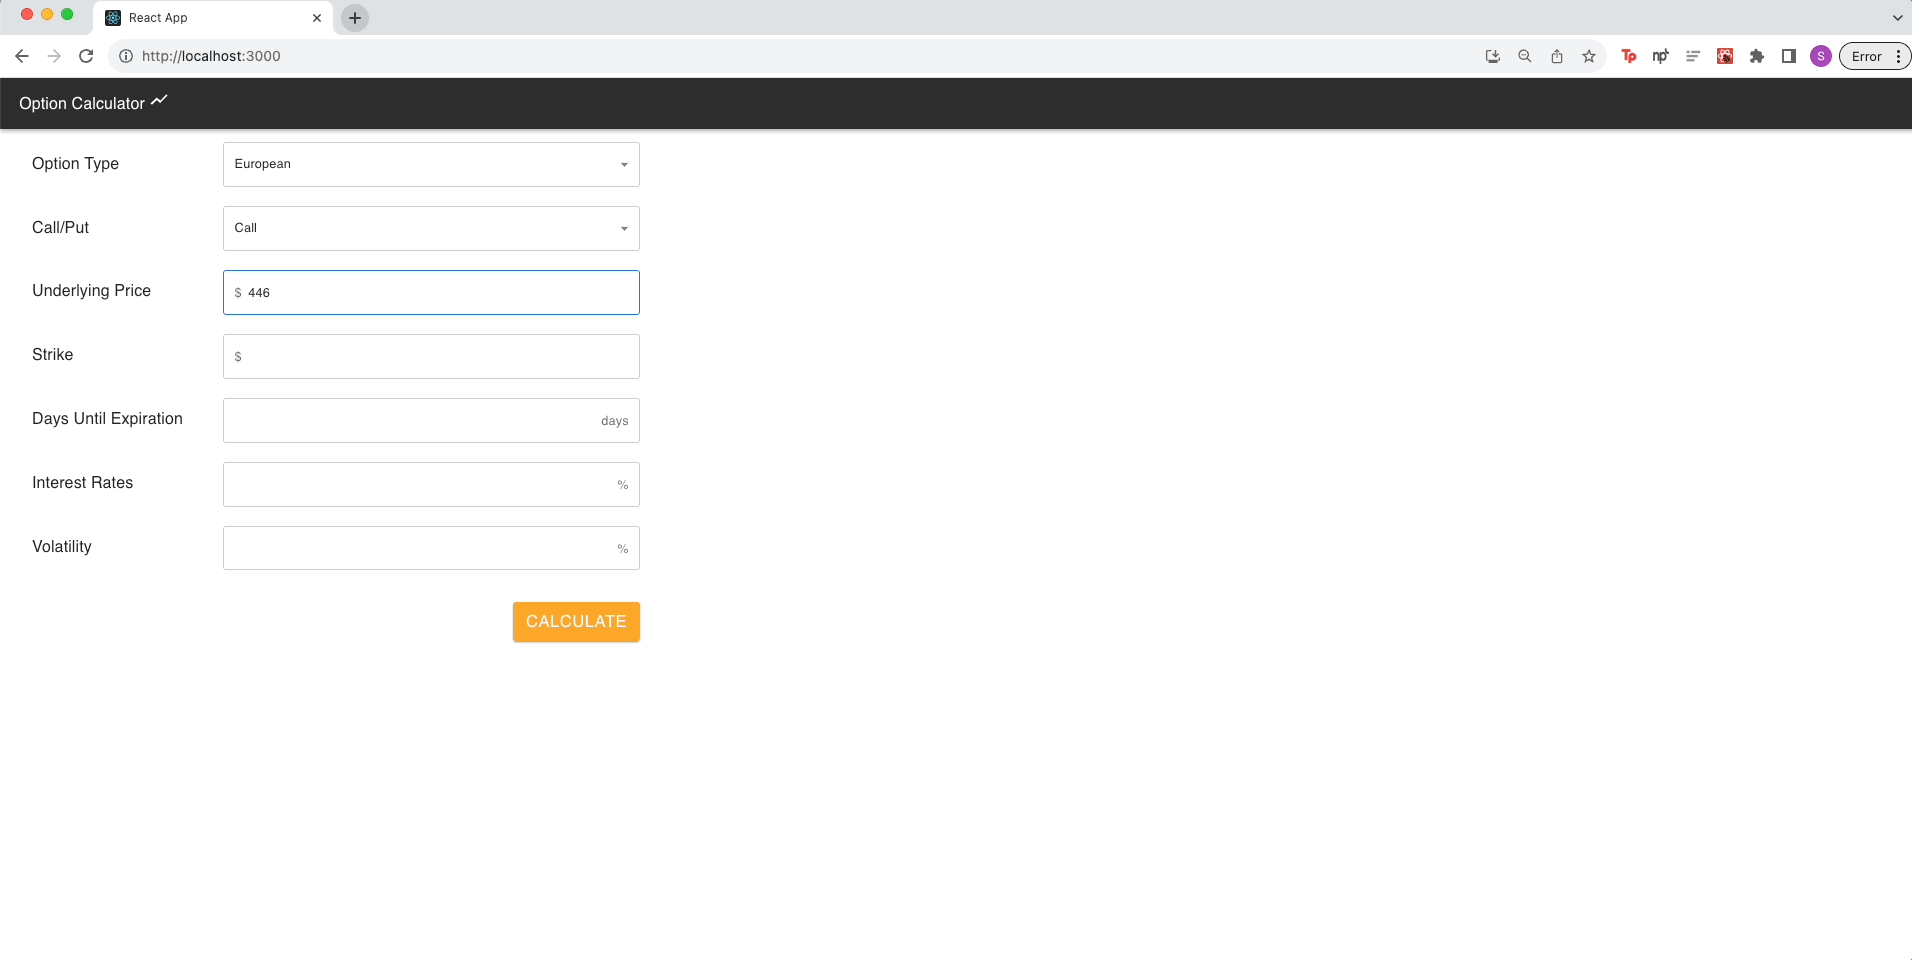 React App
http://localhost:3000
Tp
np
S
Error
Option Calculator
Option Type
European
Call/Put
Call
Underlying Price
$ 446
Strike
$
Days Until Expiration
days
Interest Rates
%
Volatility
%
CALCULATE